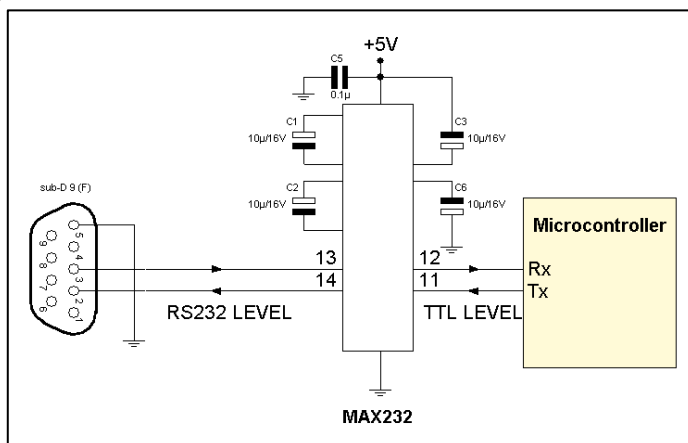 +5V
C5
0.1µ
C1
10µ/16V
C3
10µ/16V
C2
10µ/16V
C6
10µ/16V
sub-D 9 (F)
5
9
4
8
3
7
2
6
1
13
14
12
11
RS232 LEVEL
TTL LEVEL
Microcontroller
Rx
Tx
MAX232